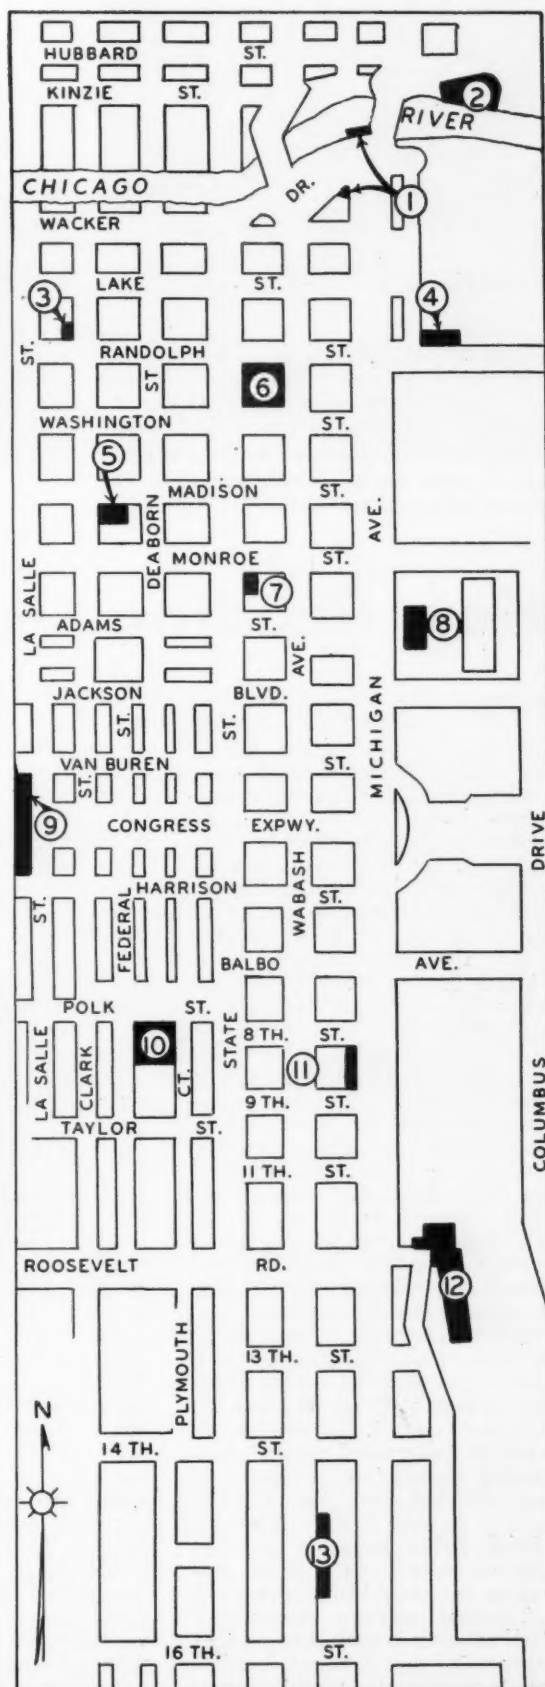 HUBBARD ST.
KINZIE ST.
2
RIVER
CHICAGO
DR.
1
WACKER
LAKE ST.
3
4
ST.
RANDOLPH ST.
ST
6
WASHINGTON ST.
5
MADISON ST.
DEABORN
AVE.
MONROE ST.
LA SALLE
7
ADAMS ST.
8
AVE.
JACKSON BLVD.
ST.
ST.
MICHIGAN
VAN BUREN ST.
ST.
9
CONGRESS EXPWY.
DRIVE
HARRISON ST.
WABASH
ST.
FEDERAL
BALBO AVE.
POLK ST.
10
STATE
8 TH. ST.
11
LA SALLE
CLARK
CT.
9 TH. ST.
COLUMBUS
TAYLOR ST.
11 TH. ST.
ROOSEVELT RD.
12
PLYMOUTH
13 TH. ST.
N
14 TH. ST.
13
16 TH. ST.